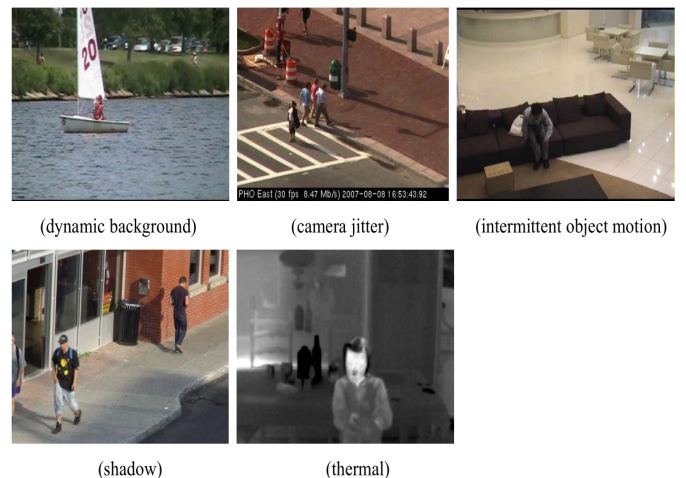 20
PHO East (30 fps 8.47 Mb/s) 2007-08-08 16:53:43.92
(dynamic background)
(camera jitter)
(intermittent object motion)
(shadow)
(thermal)